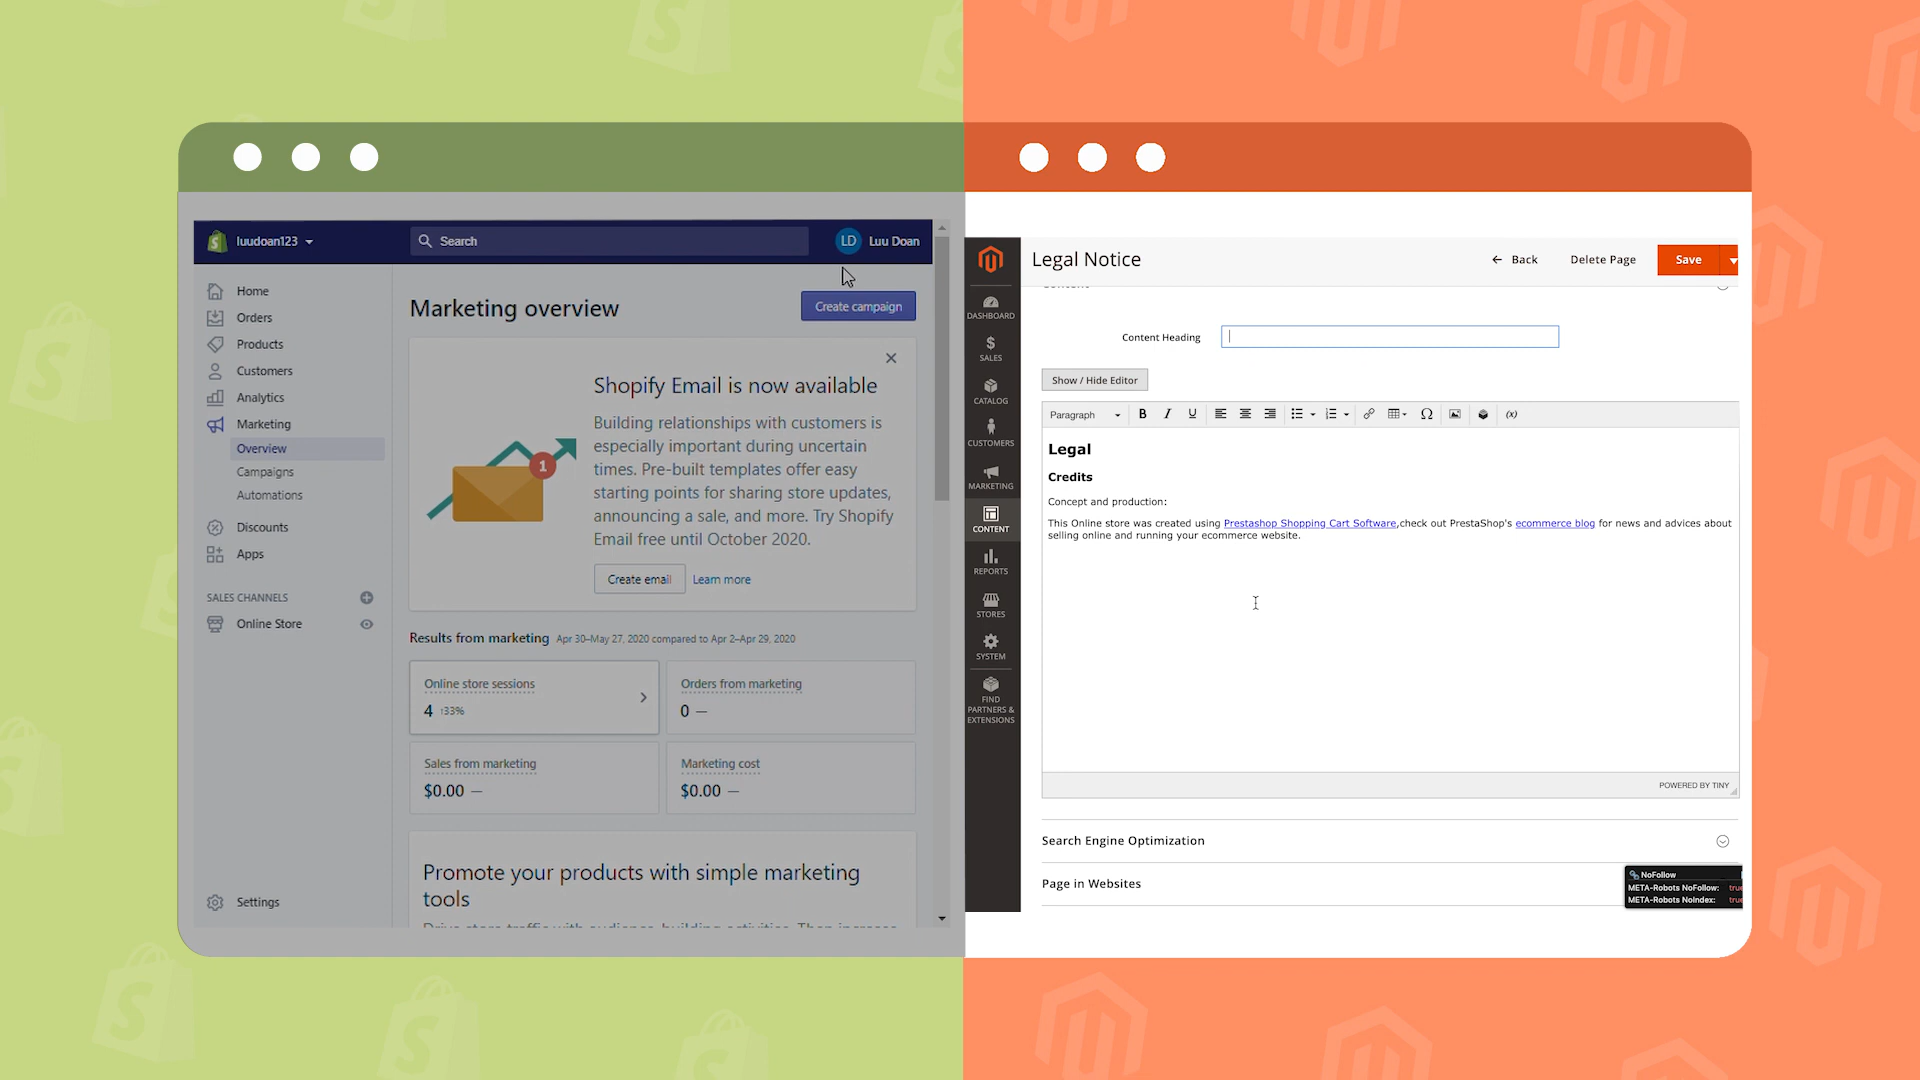 luudoan123
Search
LD Luu Doan
Home
Orders
Products
Customers
Analytics
Marketing
Overview
Campaigns
Automations
Discounts
Apps
SALES CHANNELS
Online Store
Settings
Marketing overview
Create campaign
Shopify Email is now available
Building relationships with customers is
especially important during uncertain
times. Pre-built templates offer easy
starting points for sharing store updates,
announcing a sale, and more. Try Shopify
Email free until October 2020.
1
Create email Learn more
Results from marketing Apr 30–May 27, 2020 compared to Apr 2–Apr 29, 2020
Online store sessions
4 ↑33%
Orders from marketing
0 —
Sales from marketing
$0.00 —
Marketing cost
$0.00 —
Promote your products with simple marketing
tools
DASHBOARD
SALES
CATALOG
CUSTOMERS
MARKETING
CONTENT
REPORTS
STORES
SYSTEM
FIND
PARTNERS &
EXTENSIONS
Legal Notice
← Back Delete Page Save
Content Heading
Show / Hide Editor
Paragraph B I U Ω (x)
Legal
Credits
Concept and production:
This Online store was created using Prestashop Shopping Cart Software,check out PrestaShop's ecommerce blog for news and advices about
selling online and running your ecommerce website.
POWERED BY TINY
Search Engine Optimization
Page in Websites
NoFollow
META-Robots NoFollow: true
META-Robots NoIndex: true